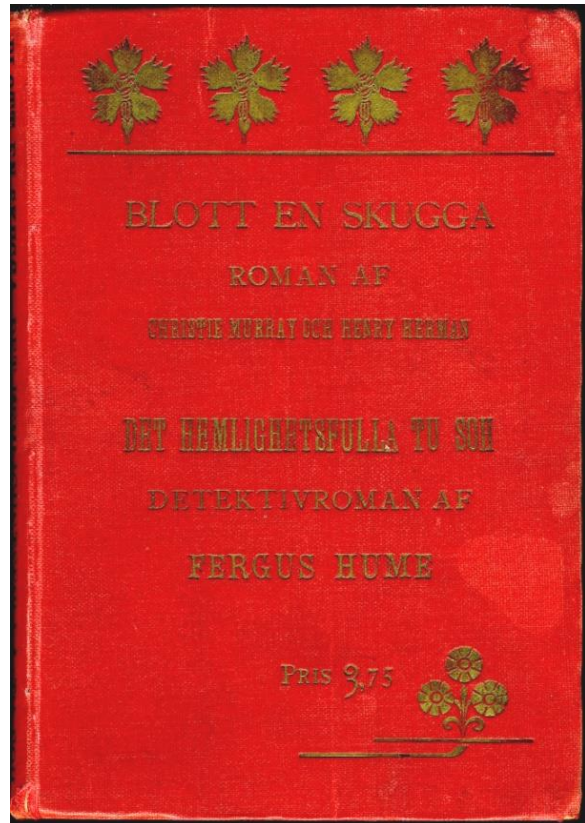 BLOTT EN SKUGGA
ROMAN AF
CHRISTIE MURRAY OCH HENRY HERMAN
DET HEMLIGHETSFULLA TU SOH
DETEKTIVROMAN AF
FERGUS HUME
PRIS 3,75